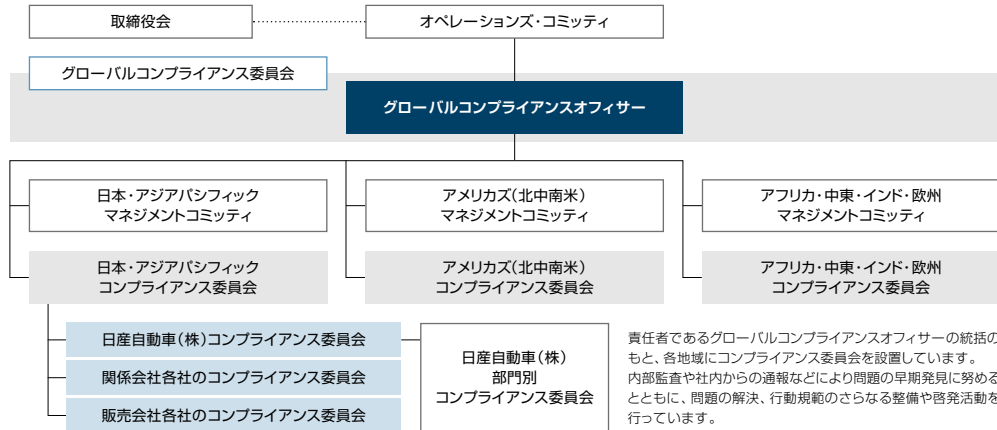 取締役会
オペレーションズ・コミッティ
グローバルコンプライアンス委員会
グローバルコンプライアンスオフィサー
日本・アジアパシフィック
マネジメントコミッティ
アメリカズ(北中南米)
マネジメントコミッティ
アフリカ・中東・インド・欧州
マネジメントコミッティ
日本・アジアパシフィック
コンプライアンス委員会
アメリカズ(北中南米)
コンプライアンス委員会
アフリカ・中東・インド・欧州
コンプライアンス委員会
日産自動車(株)コンプライアンス委員会
関係会社各社のコンプライアンス委員会
販売会社各社のコンプライアンス委員会
日産自動車(株)
部門別
コンプライアンス委員会
責任者であるグローバルコンプライアンスオフィサーの統括の
もと、各地域にコンプライアンス委員会を設置しています。
内部監査や社内からの通報などにより問題の早期発見に努める
とともに、問題の解決、行動規範のさらなる整備や啓発活動を
行っています。